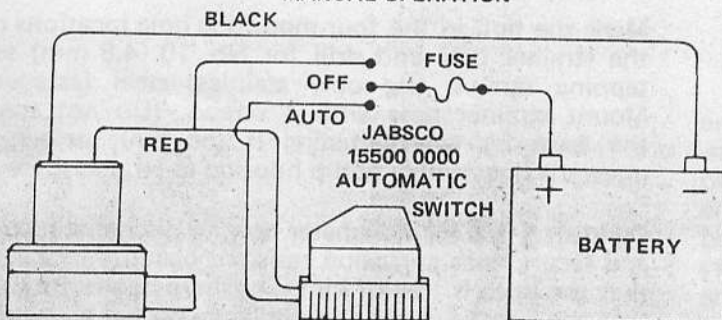 BLACK
FUSE
OFF
AUTO
RED
JABSCO
15500 0000
AUTOMATIC
SWITCH
+
−
BATTERY